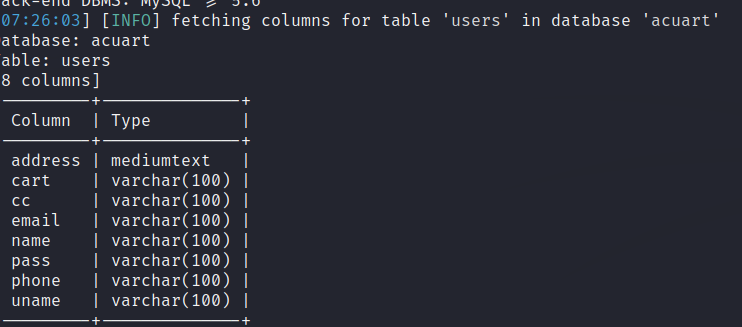 ack-end DBMS: MySQL >= 5.6
07:26:03] [INFO] fetching columns for table 'users' in database 'acuart'
atabase: acuart
able: users
8 columns]
---------+--------------+
Column | Type |
---------+--------------+
address | mediumtext |
cart | varchar(100) |
cc | varchar(100) |
email | varchar(100) |
name | varchar(100) |
pass | varchar(100) |
phone | varchar(100) |
uname | varchar(100) |
---------+--------------+